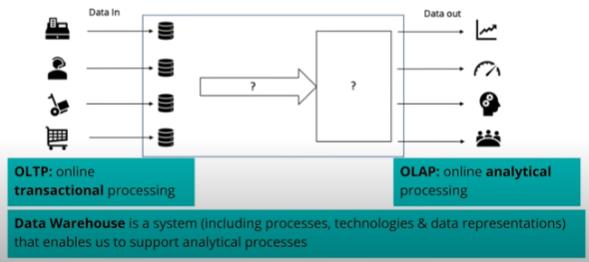 Data In
Data out
?
?
OLTP: online
transactional processing
OLAP: online analytical
processing
Data Warehouse is a system (including processes, technologies & data representations)
that enables us to support analytical processes